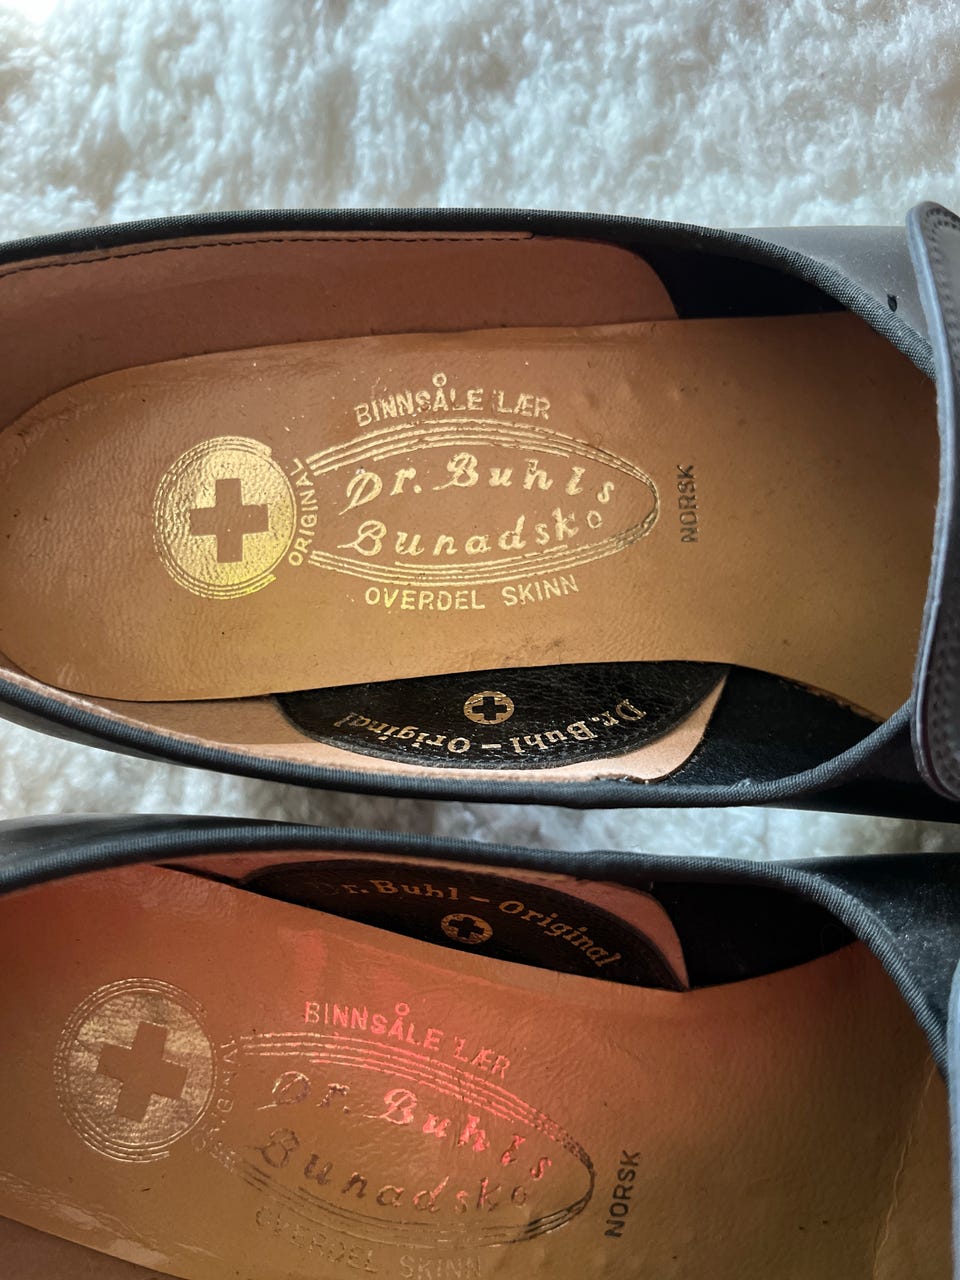 BINNSÅLE LÆR
ORIGINAL
Dr. Buhls
Bunadsko
NORSK
OVERDEL SKINN
Dr. Buhl – Original
Dr. Buhl – Original
BINNSÅLE LÆR
ORIGINAL
Dr. Buhls
Bunadsko
NORSK
OVERDEL SKINN